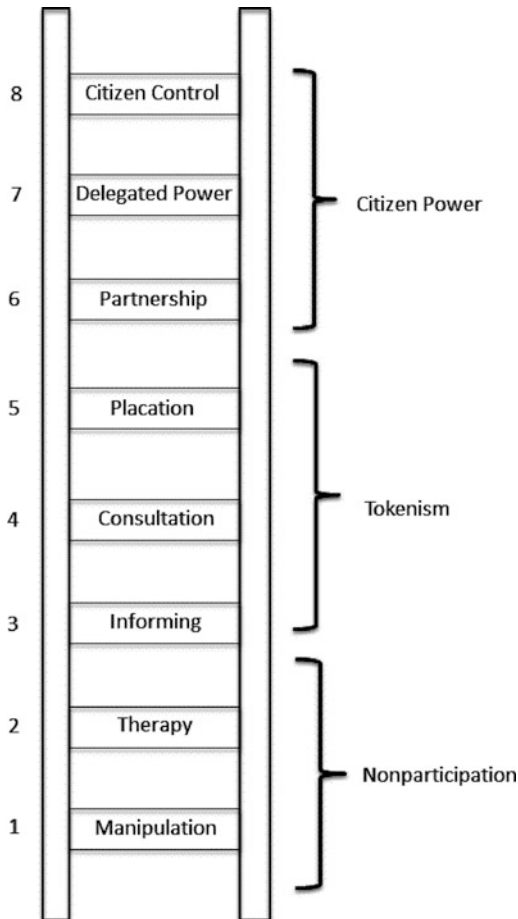 8 Citizen Control
7 Delegated Power
Citizen Power
6 Partnership
5 Placation
4 Consultation
Tokenism
3 Informing
2 Therapy
Nonparticipation
1 Manipulation